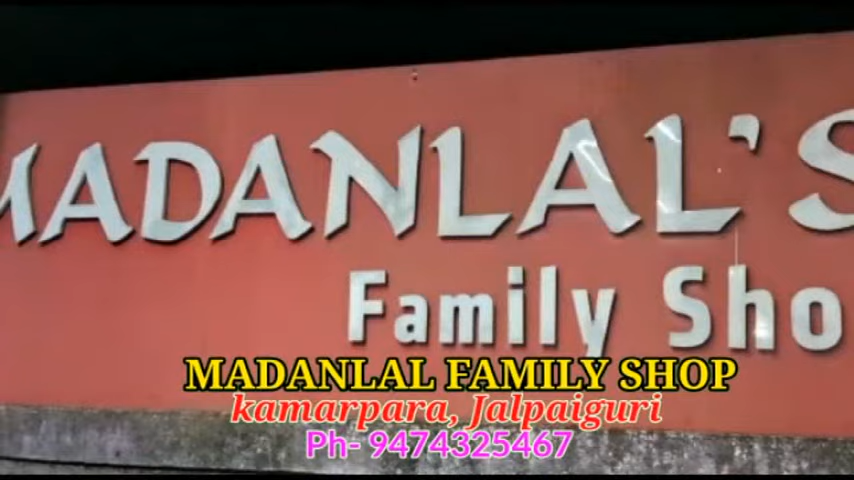 MADANLAL'S
Family Sho
MADANLAL FAMILY SHOP
kamarpara, Jalpaiguri
Ph- 9474325467